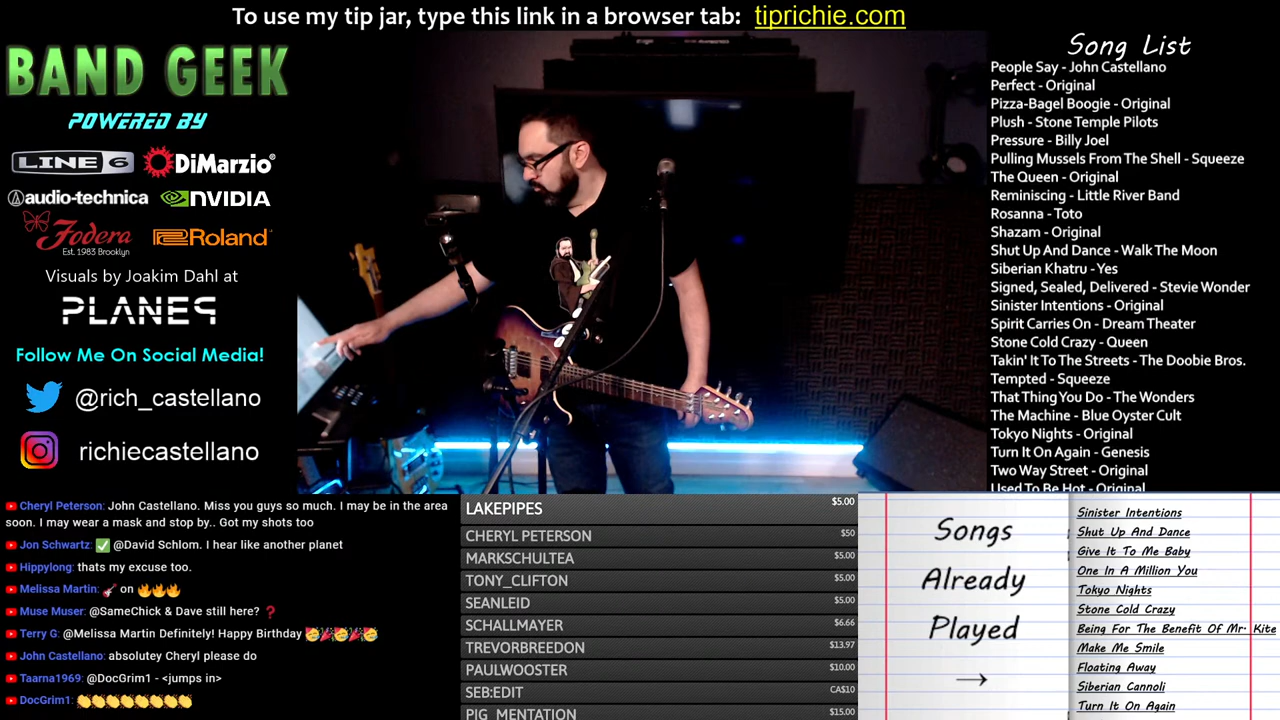 To use my tip jar, type this link in a browser tab: tiprichie.com
BAND GEEK
POWERED BY
LINE 6
DiMarzio
audio-technica
NVIDIA
Fodera
Est. 1983 Brooklyn
Roland
Visuals by Joakim Dahl at
PLANE9
Follow Me On Social Media!
@rich_castellano
richiecastellano
Song List
People Say - John Castellano
Perfect - Original
Pizza-Bagel Boogie - Original
Plush - Stone Temple Pilots
Pressure - Billy Joel
Pulling Mussels From The Shell - Squeeze
The Queen - Original
Reminiscing - Little River Band
Rosanna - Toto
Shazam - Original
Shut Up And Dance - Walk The Moon
Siberian Khatru - Yes
Signed, Sealed, Delivered - Stevie Wonder
Sinister Intentions - Original
Spirit Carries On - Dream Theater
Stone Cold Crazy - Queen
Takin' It To The Streets - The Doobie Bros.
Tempted - Squeeze
That Thing You Do - The Wonders
The Machine - Blue Oyster Cult
Tokyo Nights - Original
Turn It On Again - Genesis
Two Way Street - Original
Used To Be Hot - Original
Cheryl Peterson: John Castellano. Miss you guys so much. I may be in the area
soon. I may wear a mask and stop by.. Got my shots too
Jon Schwartz: ✅ @David Schlom. I hear like another planet
Hippylong: thats my excuse too.
Melissa Martin: 🎸 on 🔥🔥🔥
Muse Muser: @SameChick & Dave still here? ❓
Terry G: @Melissa Martin Definitely! Happy Birthday 🥳🎉🥳🎉🥳
John Castellano: absolutey Cheryl please do
Taarna1969: @DocGrim1 - <jumps in>
DocGrim1: 👏👏👏👏👏👏👏👏
LAKEPIPES $5.00
CHERYL PETERSON $50
MARKSCHULTEA $5.00
TONY_CLIFTON $5.00
SEANLEID $5.00
SCHALLMAYER $6.66
TREVORBREEDON $13.97
PAULWOOSTER $10.00
SEB:EDIT CA$10
PIG_MENTATION $15.00
Songs
Already
Played
→
Sinister Intentions
Shut Up And Dance
Give It To Me Baby
One In A Million You
Tokyo Nights
Stone Cold Crazy
Being For The Benefit Of Mr. Kite
Make Me Smile
Floating Away
Siberian Cannoli
Turn It On Again